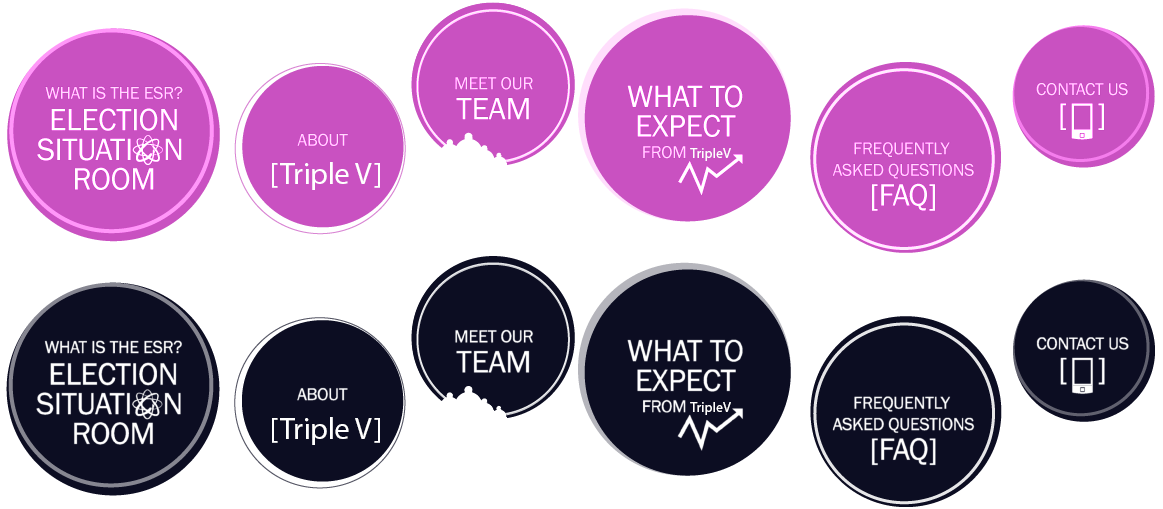 WHAT IS THE ESR?
ELECTION
SITUATION
ROOM
ABOUT
[Triple V]
MEET OUR
TEAM
WHAT TO
EXPECT
FROM TripleV
FREQUENTLY
ASKED QUESTIONS
[FAQ]
CONTACT US
[ ]
WHAT IS THE ESR?
ELECTION
SITUATION
ROOM
ABOUT
[Triple V]
MEET OUR
TEAM
WHAT TO
EXPECT
FROM TripleV
FREQUENTLY
ASKED QUESTIONS
[FAQ]
CONTACT US
[ ]